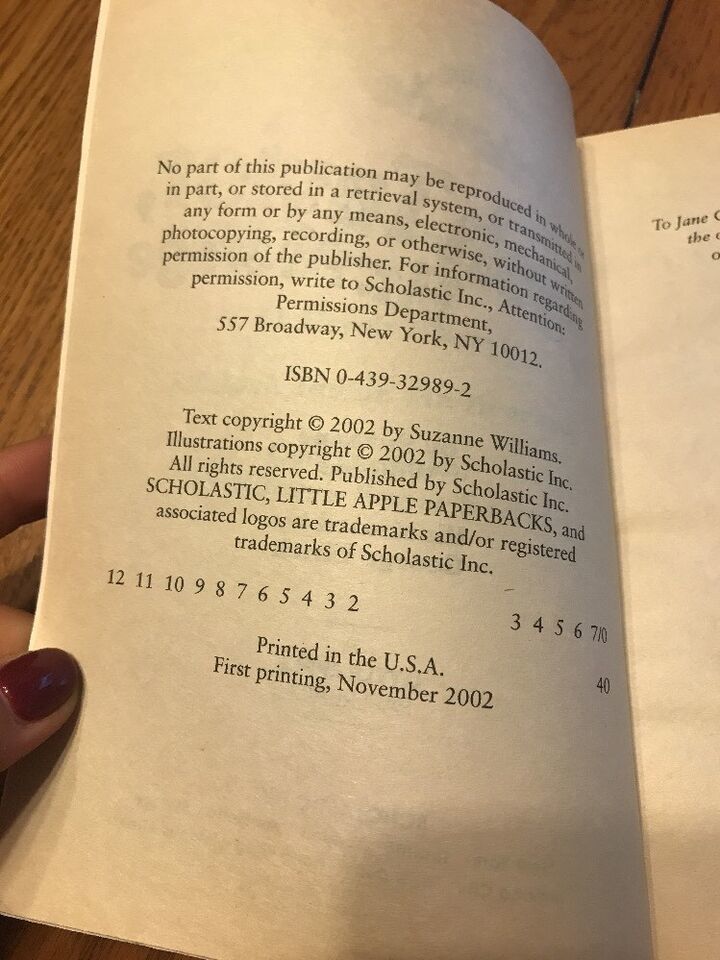 No part of this publication may be reproduced in whole or
in part, or stored in a retrieval system, or transmitted in
any form or by any means, electronic, mechanical,
photocopying, recording, or otherwise, without written
permission of the publisher. For information regarding
permission, write to Scholastic Inc., Attention:
Permissions Department,
557 Broadway, New York, NY 10012.
ISBN 0-439-32989-2
Text copyright © 2002 by Suzanne Williams.
Illustrations copyright © 2002 by Scholastic Inc.
All rights reserved. Published by Scholastic Inc.
SCHOLASTIC, LITTLE APPLE PAPERBACKS, and
associated logos are trademarks and/or registered
trademarks of Scholastic Inc.
12 11 10 9 8 7 6 5 4 3 2 3 4 5 6 7/0
Printed in the U.S.A. 40
First printing, November 2002
To Jane
the